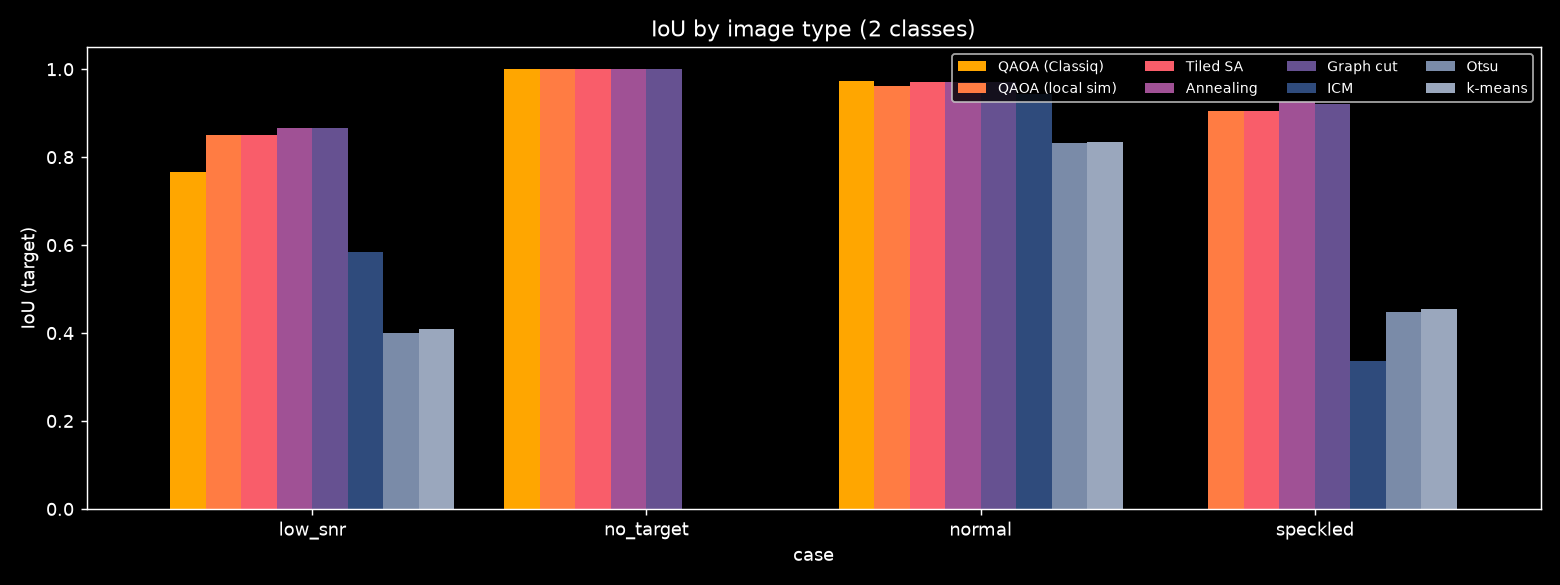 IoU by image type (2 classes)
QAOA (Classiq)
QAOA (local sim)
Tiled SA
Annealing
Graph cut
ICM
Otsu
k-means
IoU (target)
1.0
0.8
0.6
0.4
0.2
0.0
low_snr
no_target
normal
speckled
case